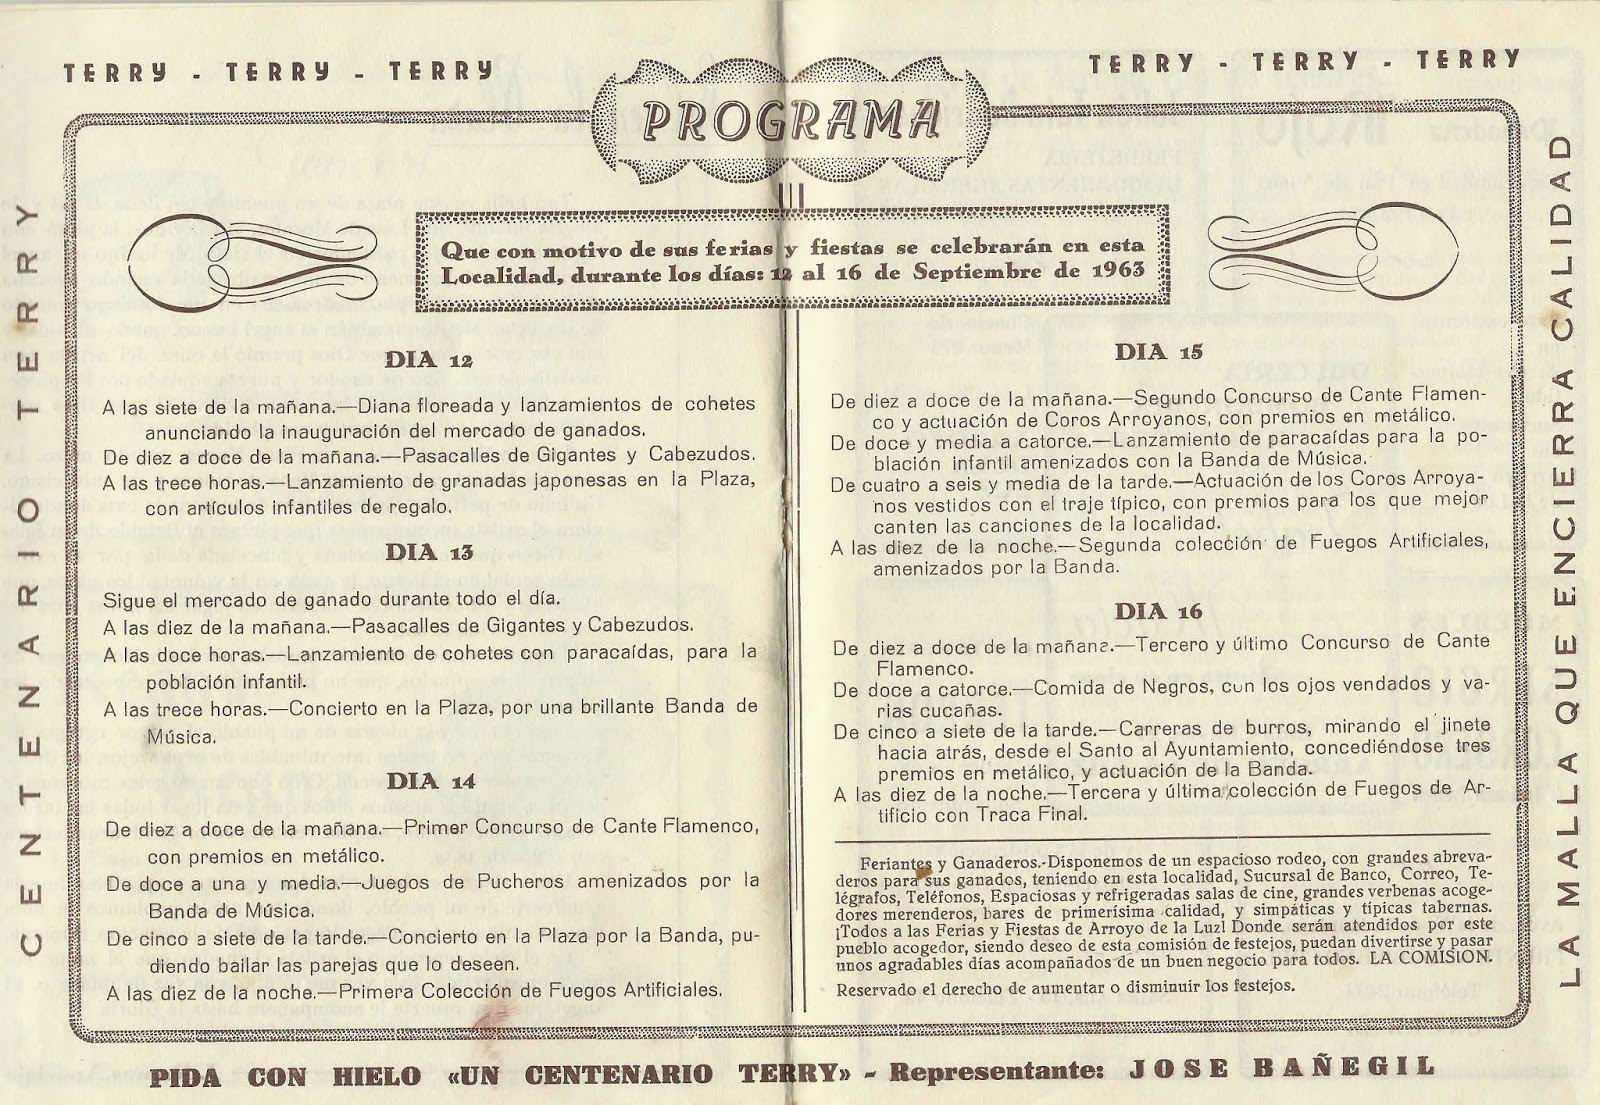 TERRY - TERRY - TERRY
TERRY - TERRY - TERRY
PROGRAMA
CENTENARIO TERRY
LA MALLA QUE ENCIERRA CALIDAD
Que con motivo de sus ferias y fiestas se celebrarán en esta
Localidad, durante los días: 12 al 16 de Septiembre de 1963
DIA 12
A las siete de la mañana.—Diana floreada y lanzamientos de cohetes
anunciando la inauguración del mercado de ganados.
De diez a doce de la mañana.—Pasacalles de Gigantes y Cabezudos.
A las trece horas.—Lanzamiento de granadas japonesas en la Plaza,
con artículos infantiles de regalo.
DIA 13
Sigue el mercado de ganado durante todo el día.
A las diez de la mañana.—Pasacalles de Gigantes y Cabezudos.
A las doce horas.—Lanzamiento de cohetes con paracaídas, para la
población infantil.
A las trece horas.—Concierto en la Plaza, por una brillante Banda de
Música.
DIA 14
De diez a doce de la mañana.—Primer Concurso de Cante Flamenco,
con premios en metálico.
De doce a una y media.—Juegos de Pucheros amenizados por la
Banda de Música.
De cinco a siete de la tarde.—Concierto en la Plaza por la Banda, pu-
diendo bailar las parejas que lo deseen.
A las diez de la noche.—Primera Colección de Fuegos Artificiales.
DIA 15
De diez a doce de la mañana.—Segundo Concurso de Cante Flamen-
co y actuación de Coros Arroyanos, con premios en metálico.
De doce y media a catorce.—Lanzamiento de paracaídas para la po-
blación infantil amenizados con la Banda de Música.
De cuatro a seis y media de la tarde.—Actuación de los Coros Arroya-
nos vestidos con el traje típico, con premios para los que mejor
canten las canciones de la localidad.
A las diez de la noche.—Segunda colección de Fuegos Artificiales,
amenizados por la Banda.
DIA 16
De diez a doce de la mañana.—Tercero y último Concurso de Cante
Flamenco.
De doce a catorce.—Comida de Negros, con los ojos vendados y va-
rias cucañas.
De cinco a siete de la tarde.—Carreras de burros, mirando el jinete
hacia atrás, desde el Santo al Ayuntamiento, concediéndose tres
premios en metálico, y actuación de la Banda.
A las diez de la noche.—Tercera y última colección de Fuegos de Ar-
tificio con Traca Final.
Feriantes y Ganaderos.-Disponemos de un espacioso rodeo, con grandes abreva-
deros para sus ganados, teniendo en esta localidad, Sucursal de Banco, Correo, Te-
légrafos, Teléfonos, Espaciosas y refrigeradas salas de cine, grandes verbenas acoge-
dores merenderos, bares de primerísima calidad, y simpáticas y típicas tabernas.
¡Todos a las Ferias y Fiestas de Arroyo de la Luz! Donde serán atendidos por este
pueblo acogedor, siendo deseo de esta comisión de festejos, puedan divertirse y pasar
unos agradables días acompañados de un buen negocio para todos. LA COMISION.
Reservado el derecho de aumentar o disminuir los festejos.
PIDA CON HIELO «UN CENTENARIO TERRY» - Representante: JOSE BAÑEGIL